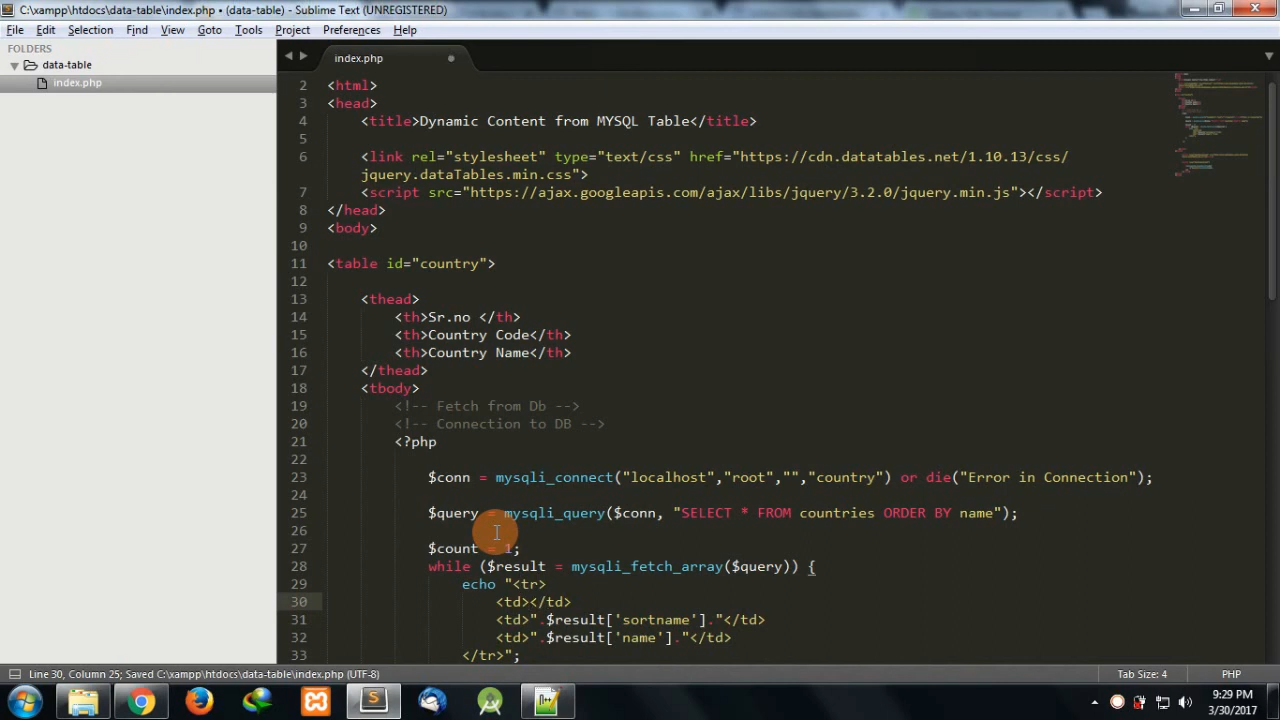 C:\xampp\htdocs\data-table\index.php • (data-table) - Sublime Text (UNREGISTERED)
File Edit Selection Find View Goto Tools Project Preferences Help
FOLDERS
data-table
index.php
index.php
2 <html>
3 <head>
4 <title>Dynamic Content from MYSQL Table</title>
5
6 <link rel="stylesheet" type="text/css" href="https://cdn.datatables.net/1.10.13/css/
jquery.dataTables.min.css">
7 <script src="https://ajax.googleapis.com/ajax/libs/jquery/3.2.0/jquery.min.js"></script>
8 </head>
9 <body>
10
11 <table id="country">
12
13 <thead>
14 <th>Sr.no </th>
15 <th>Country Code</th>
16 <th>Country Name</th>
17 </thead>
18 <tbody>
19 <!-- Fetch from Db -->
20 <!-- Connection to DB -->
21 <?php
22
23 $conn = mysqli_connect("localhost","root","","country") or die("Error in Connection");
24
25 $query = mysqli_query($conn, "SELECT * FROM countries ORDER BY name");
26
27 $count = 1;
28 while ($result = mysqli_fetch_array($query)) {
29 echo "<tr>
30 <td></td>
31 <td>".$result['sortname']."</td>
32 <td>".$result['name']."</td>
33 </tr>";
Line 30, Column 25; Saved C:\xampp\htdocs\data-table\index.php (UTF-8) Tab Size: 4 PHP
9:29 PM
3/30/2017